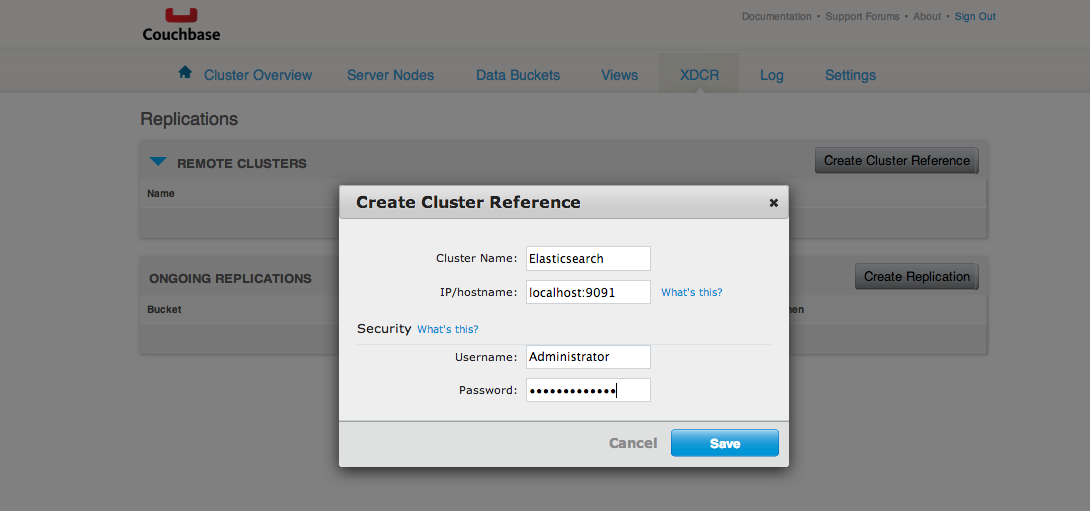 Couchbase
Documentation • Support Forums • About • Sign Out
Cluster Overview Server Nodes Data Buckets Views XDCR Log Settings
Replications
REMOTE CLUSTERS Create Cluster Reference
Name
Create Cluster Reference
Cluster Name: Elasticsearch
IP/hostname: localhost:9091 What's this?
Security What's this?
Username: Administrator
Password: •••••••••••••
Cancel Save
ONGOING REPLICATIONS Create Replication
Bucket